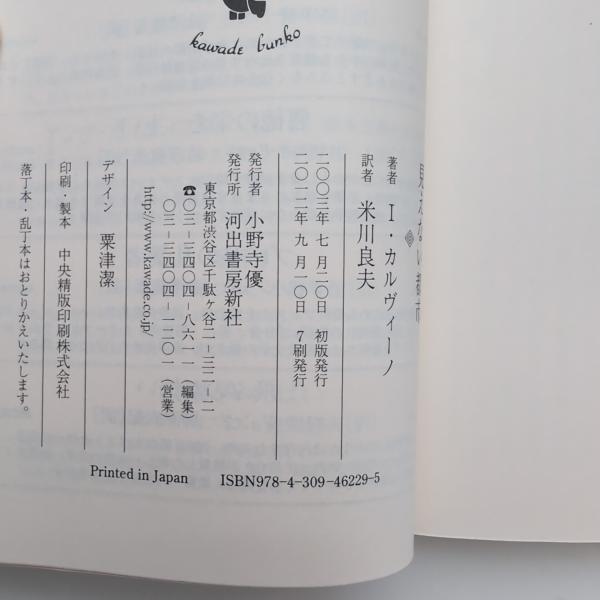 kawade bunko
見えない都市
著者 I・カルヴィーノ
訳者 米川良夫
二〇〇三年 七 月二〇日 初版発行
二〇一二年 九 月一〇日 7刷発行
発行者 小野寺優
発行所 河出書房新社
東京都渋谷区千駄ヶ谷二－三二－二
☎〇三－三四〇四－八六一一（編集）
〇三－三四〇四－一二〇一（営業）
http://www.kawade.co.jp/
デザイン 粟津潔
印刷・製本 中央精版印刷株式会社
落丁本・乱丁本はおとりかえいたします。
Printed in Japan ISBN978-4-309-46229-5